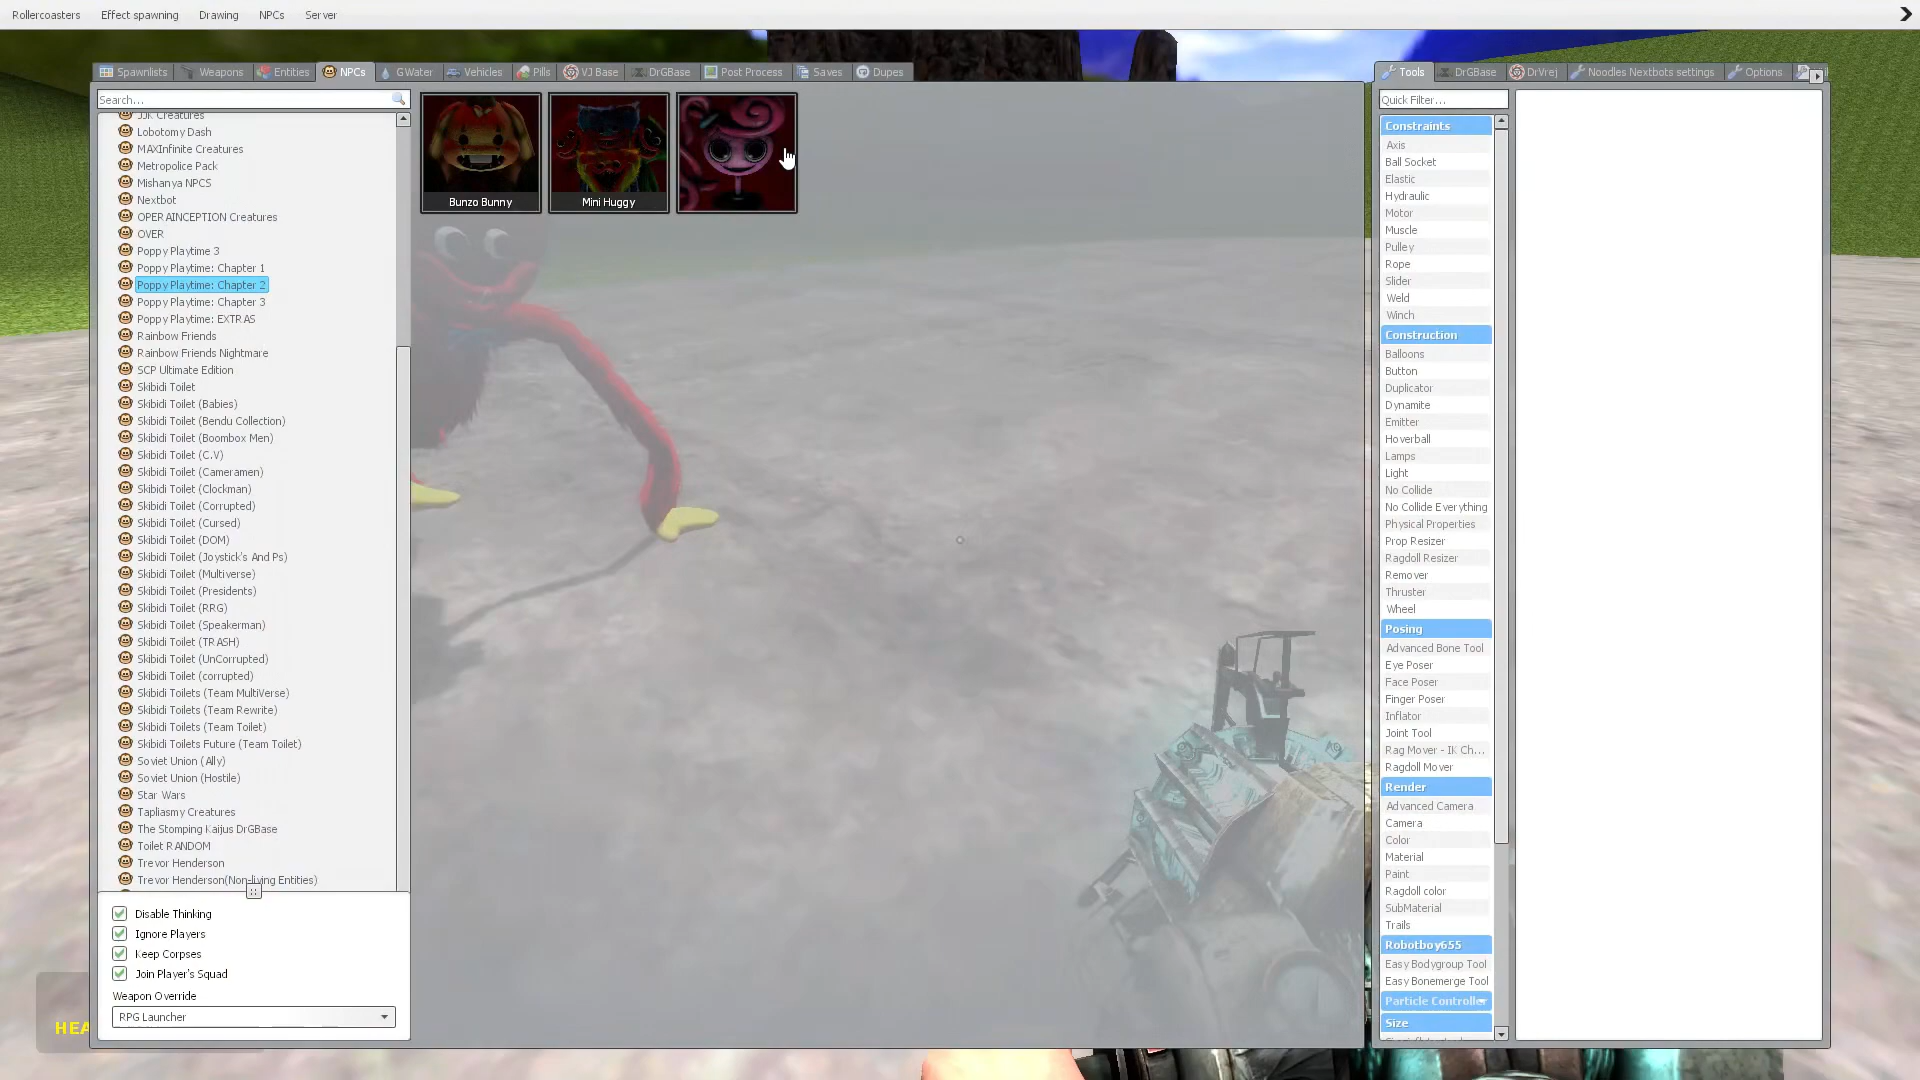 Rollercoasters Effect spawning Drawing NPCs Server
Spawnlists Weapons Entities NPCs GWater Vehicles Pills VJ Base DrGBase Post Process Saves Dupes
Tools DrGBase DrVrej Noodles Nextbots settings Options
Search...
JJK Creatures
Lobotomy Dash
MAXInfinite Creatures
Metropolice Pack
Mishanya NPCS
Nextbot
OPERAINCEPTION Creatures
OVER
Poppy Playtime 3
Poppy Playtime: Chapter 1
Poppy Playtime: Chapter 2
Poppy Playtime: Chapter 3
Poppy Playtime: EXTRAS
Rainbow Friends
Rainbow Friends Nightmare
SCP Ultimate Edition
Skibidi Toilet
Skibidi Toilet (Babies)
Skibidi Toilet (Bendu Collection)
Skibidi Toilet (Boombox Men)
Skibidi Toilet (C.V)
Skibidi Toilet (Cameramen)
Skibidi Toilet (Clockman)
Skibidi Toilet (Corrupted)
Skibidi Toilet (Cursed)
Skibidi Toilet (DOM)
Skibidi Toilet (Joystick's And Ps)
Skibidi Toilet (Multiverse)
Skibidi Toilet (Presidents)
Skibidi Toilet (RRG)
Skibidi Toilet (Speakerman)
Skibidi Toilet (TRASH)
Skibidi Toilet (UnCorrupted)
Skibidi Toilet (corrupted)
Skibidi Toilets (Team MultiVerse)
Skibidi Toilets (Team Rewrite)
Skibidi Toilets (Team Toilet)
Skibidi Toilets Future (Team Toilet)
Soviet Union (Ally)
Soviet Union (Hostile)
Star Wars
Tapliasmy Creatures
The Stomping Kaijus DrGBase
Toilet RANDOM
Trevor Henderson
Trevor Henderson(Non-living Entities)
Disable Thinking
Ignore Players
Keep Corpses
Join Player's Squad
Weapon Override
RPG Launcher
HEA
Bunzo Bunny
Mini Huggy
Quick Filter...
Constraints
Axis
Ball Socket
Elastic
Hydraulic
Motor
Muscle
Pulley
Rope
Slider
Weld
Winch
Construction
Balloons
Button
Duplicator
Dynamite
Emitter
Hoverball
Lamps
Light
No Collide
No Collide Everything
Physical Properties
Prop Resizer
Ragdoll Resizer
Remover
Thruster
Wheel
Posing
Advanced Bone Tool
Eye Poser
Face Poser
Finger Poser
Inflator
Joint Tool
Rag Mover - IK Ch...
Ragdoll Mover
Render
Advanced Camera
Camera
Color
Material
Paint
Ragdoll color
SubMaterial
Trails
Robotboy655
Easy Bodygroup Tool
Easy Bonemerge Tool
Particle Controller
Size